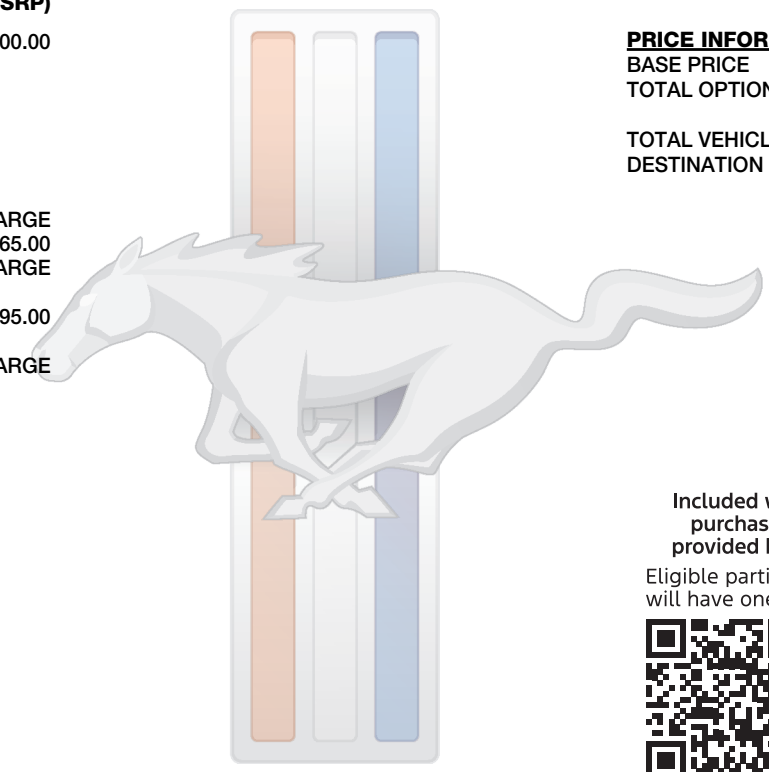 SRP)
00.00
ARGE
65.00
ARGE
95.00
ARGE
PRICE INFOR
BASE PRICE
TOTAL OPTION
TOTAL VEHICL
DESTINATION
Included w
purchas
provided b
Eligible parti
will have one